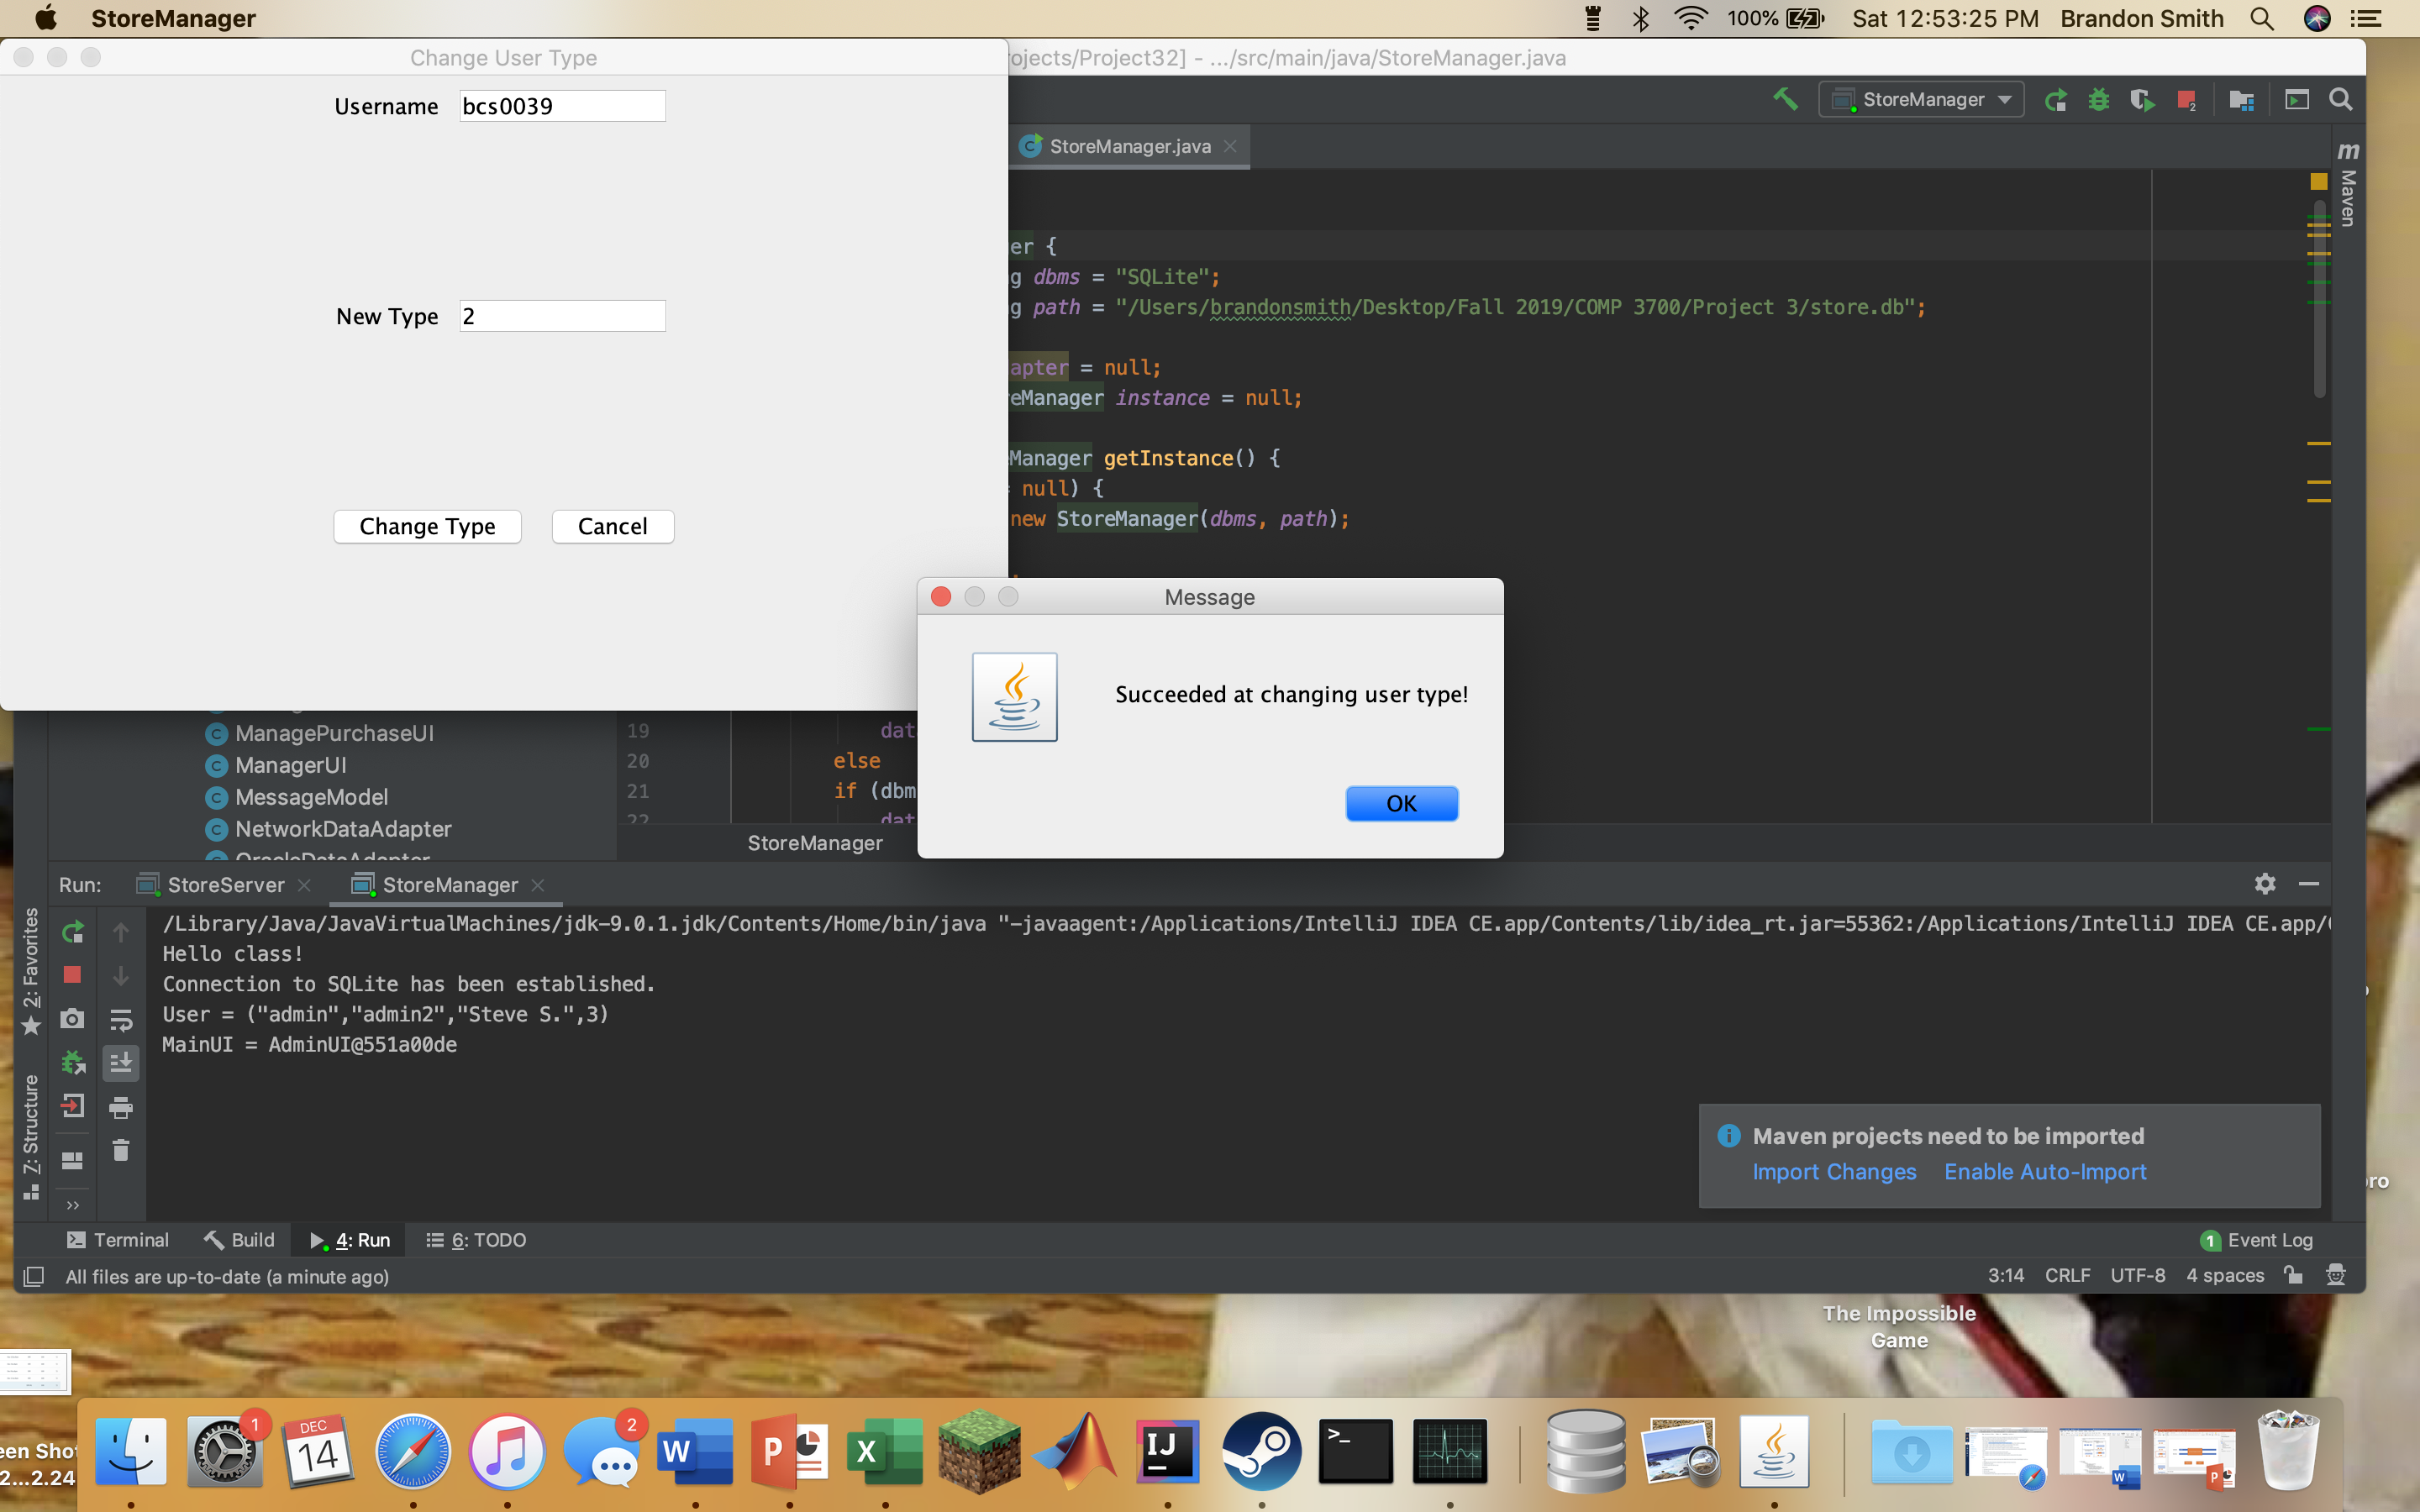 StoreManager
100%
Sat 12:53:25 PM Brandon Smith
Change User Type
ojects/Project32] - .../src/main/java/StoreManager.java
Username bcs0039
New Type 2
Change Type Cancel
StoreManager
2
StoreManager.java
m Maven
er {
g dbms = "SQLite";
g path = "/Users/brandonsmith/Desktop/Fall 2019/COMP 3700/Project 3/store.db";
apter = null;
eManager instance = null;
Manager getInstance() {
null) {
new StoreManager(dbms, path);
Message
Succeeded at changing user type!
OK
ManagePurchaseUI
ManagerUI
MessageModel
NetworkDataAdapter
OracleDataAdapter
19 dat
20 else
21 if (dbm
22 dat
StoreManager
Run: StoreServer StoreManager
2: Favorites
7: Structure
/Library/Java/JavaVirtualMachines/jdk-9.0.1.jdk/Contents/Home/bin/java "-javaagent:/Applications/IntelliJ IDEA CE.app/Contents/lib/idea_rt.jar=55362:/Applications/IntelliJ IDEA CE.app/
Hello class!
Connection to SQLite has been established.
User = ("admin","admin2","Steve S.",3)
MainUI = AdminUI@551a00de
Maven projects need to be imported
Import Changes Enable Auto-Import
>>
Terminal Build 4: Run 6: TODO
1 Event Log
All files are up-to-date (a minute ago)
3:14 CRLF UTF-8 4 spaces
ro
The Impossible
Game
een Shot
2...2.24
1
DEC
14
2
W
P
X
IJ
>_
W
P